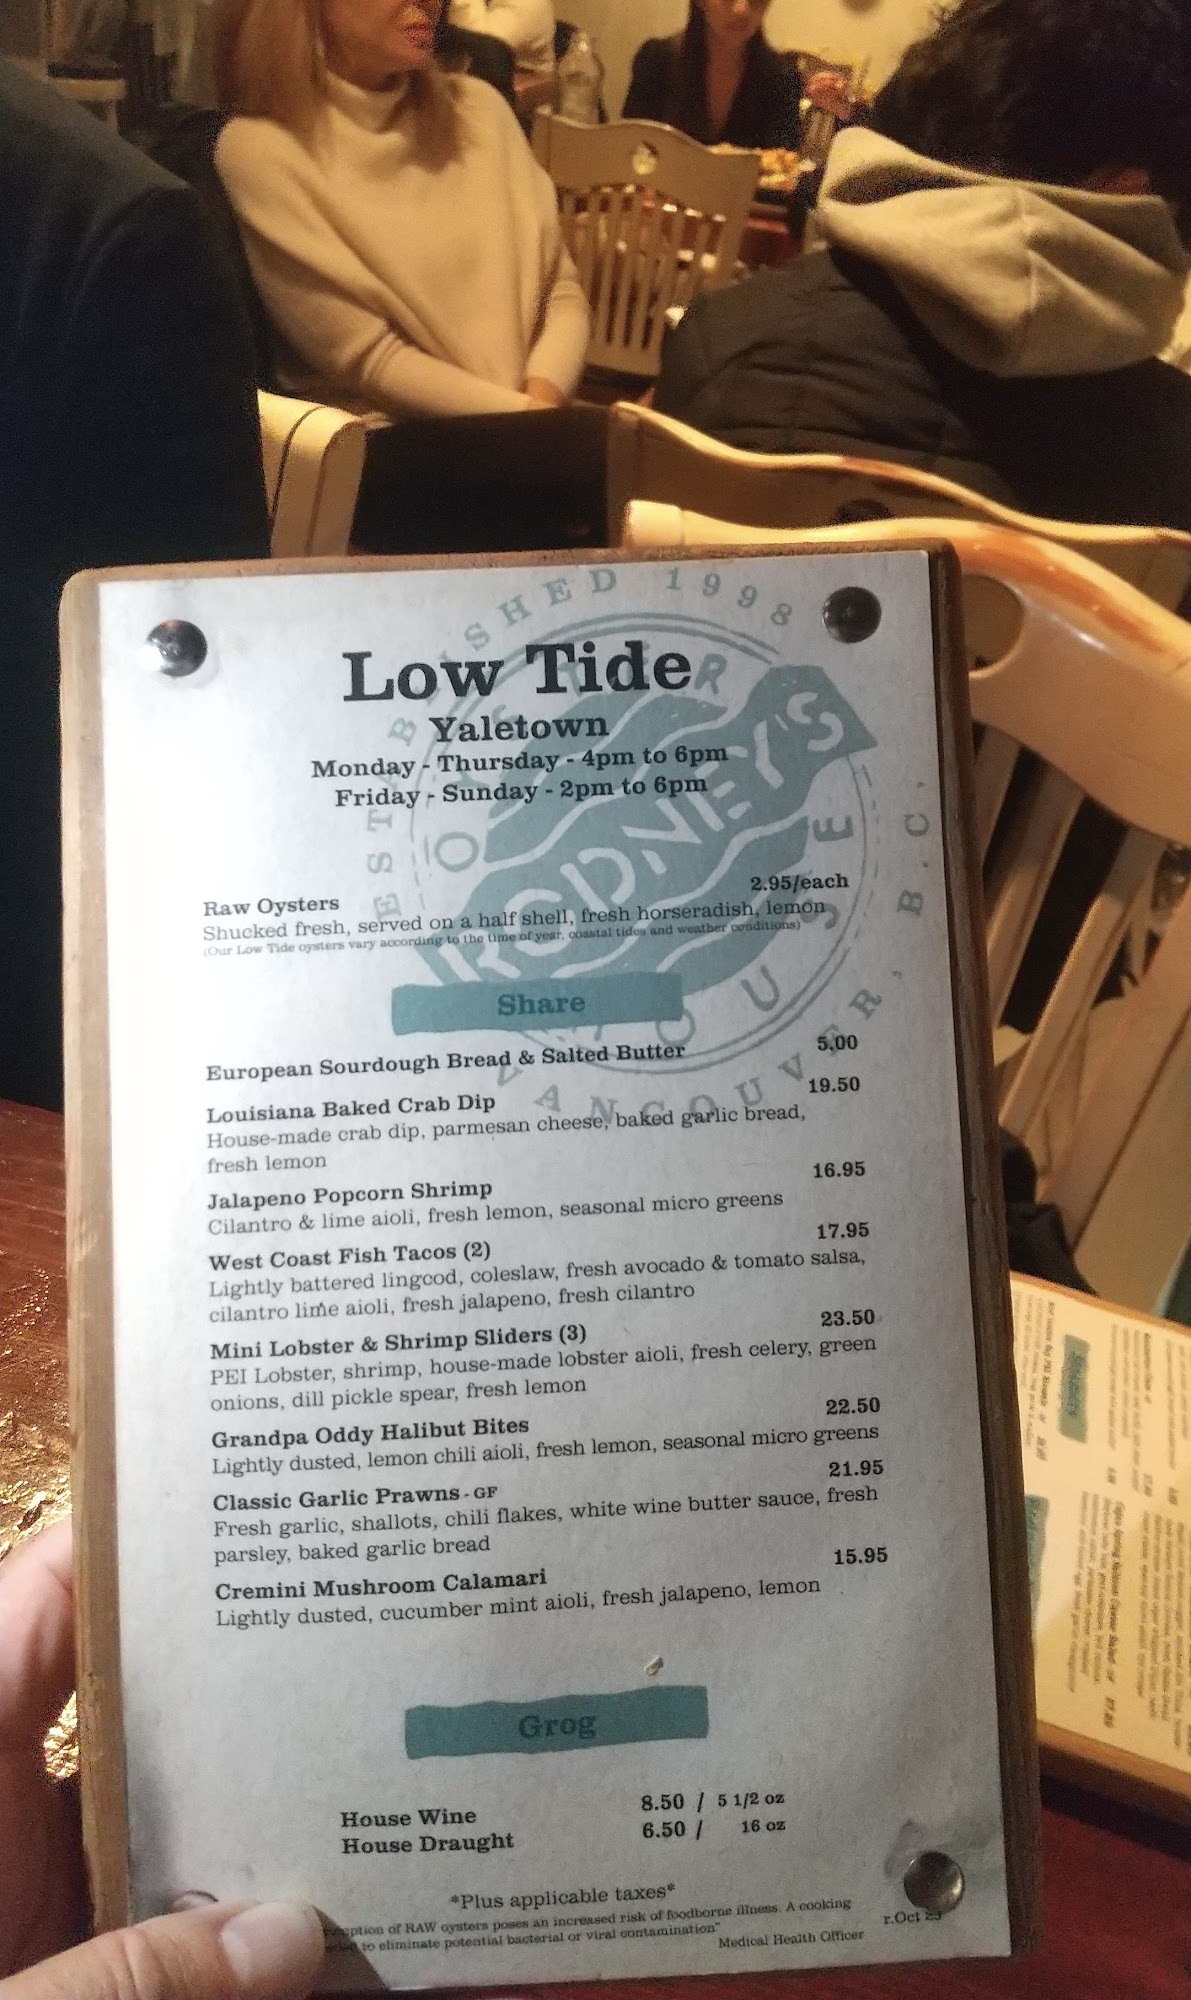 Low Tide
Yaletown
Monday - Thursday - 4pm to 6pm
Friday - Sunday - 2pm to 6pm
ESTABLISHED 1998
OYSTER
RODNEY'S
HOUSE
VANCOUVER, B.C.
Raw Oysters 2.95/each
Shucked fresh, served on a half shell, fresh horseradish, lemon
(Our Low Tide oysters vary according to the time of year, coastal tides and weather conditions)
Share
European Sourdough Bread & Salted Butter 5.00
Louisiana Baked Crab Dip 19.50
House-made crab dip, parmesan cheese, baked garlic bread,
fresh lemon
Jalapeno Popcorn Shrimp 16.95
Cilantro & lime aioli, fresh lemon, seasonal micro greens
West Coast Fish Tacos (2) 17.95
Lightly battered lingcod, coleslaw, fresh avocado & tomato salsa,
cilantro lime aioli, fresh jalapeno, fresh cilantro
Mini Lobster & Shrimp Sliders (3) 23.50
PEI Lobster, shrimp, house-made lobster aioli, fresh celery, green
onions, dill pickle spear, fresh lemon
Grandpa Oddy Halibut Bites 22.50
Lightly dusted, lemon chili aioli, fresh lemon, seasonal micro greens
Classic Garlic Prawns - GF 21.95
Fresh garlic, shallots, chili flakes, white wine butter sauce, fresh
parsley, baked garlic bread
Cremini Mushroom Calamari 15.95
Lightly dusted, cucumber mint aioli, fresh jalapeno, lemon
Grog
House Wine 8.50 / 5 1/2 oz
House Draught 6.50 / 16 oz
*Plus applicable taxes*
of RAW oysters poses an increased risk of foodborne illness. A cooking
to eliminate potential bacterial or viral contamination"
Medical Health Officer
r.Oct 23